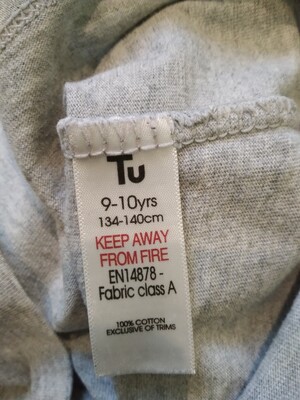 Tu
9-10yrs
134-140cm
KEEP AWAY
FROM FIRE
EN14878 -
Fabric class A
100% COTTON
EXCLUSIVE OF TRIMS